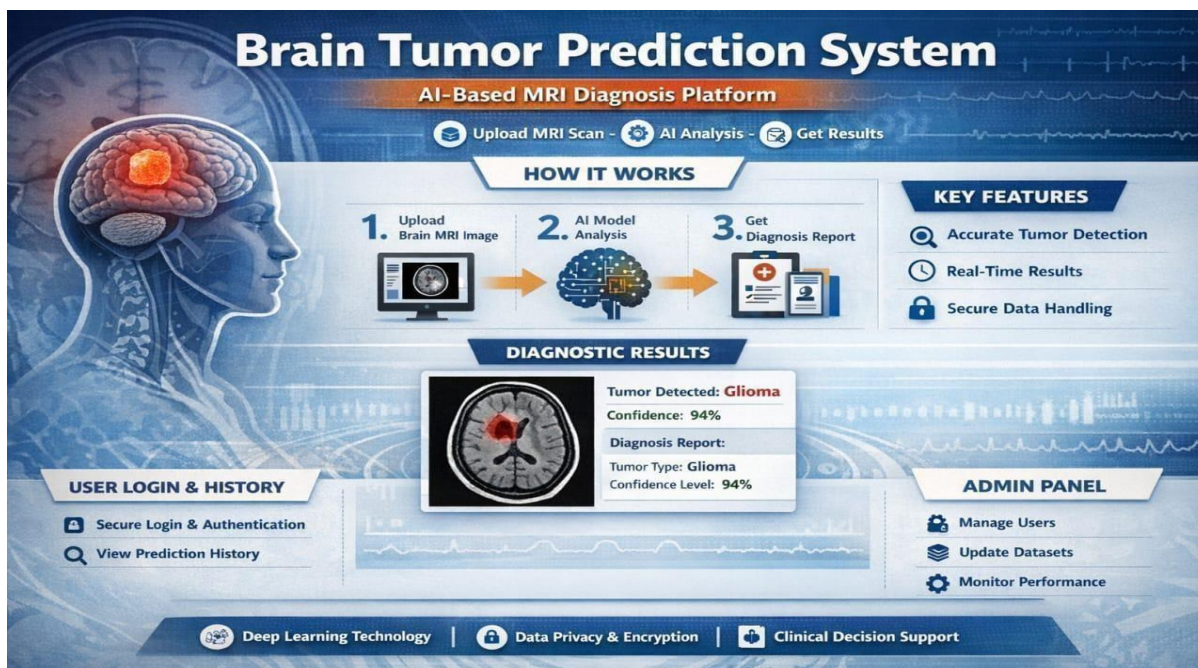 Brain Tumor Prediction System
AI-Based MRI Diagnosis Platform
Upload MRI Scan - AI Analysis - Get Results
HOW IT WORKS
1. Upload
Brain MRI Image
2. AI Model
Analysis
3. Get
Diagnosis Report
KEY FEATURES
Accurate Tumor Detection
Real-Time Results
Secure Data Handling
DIAGNOSTIC RESULTS
Tumor Detected: Glioma
Confidence: 94%
Diagnosis Report:
Tumor Type: Glioma
Confidence Level: 94%
USER LOGIN & HISTORY
Secure Login & Authentication
View Prediction History
ADMIN PANEL
Manage Users
Update Datasets
Monitor Performance
Deep Learning Technology | Data Privacy & Encryption | Clinical Decision Support